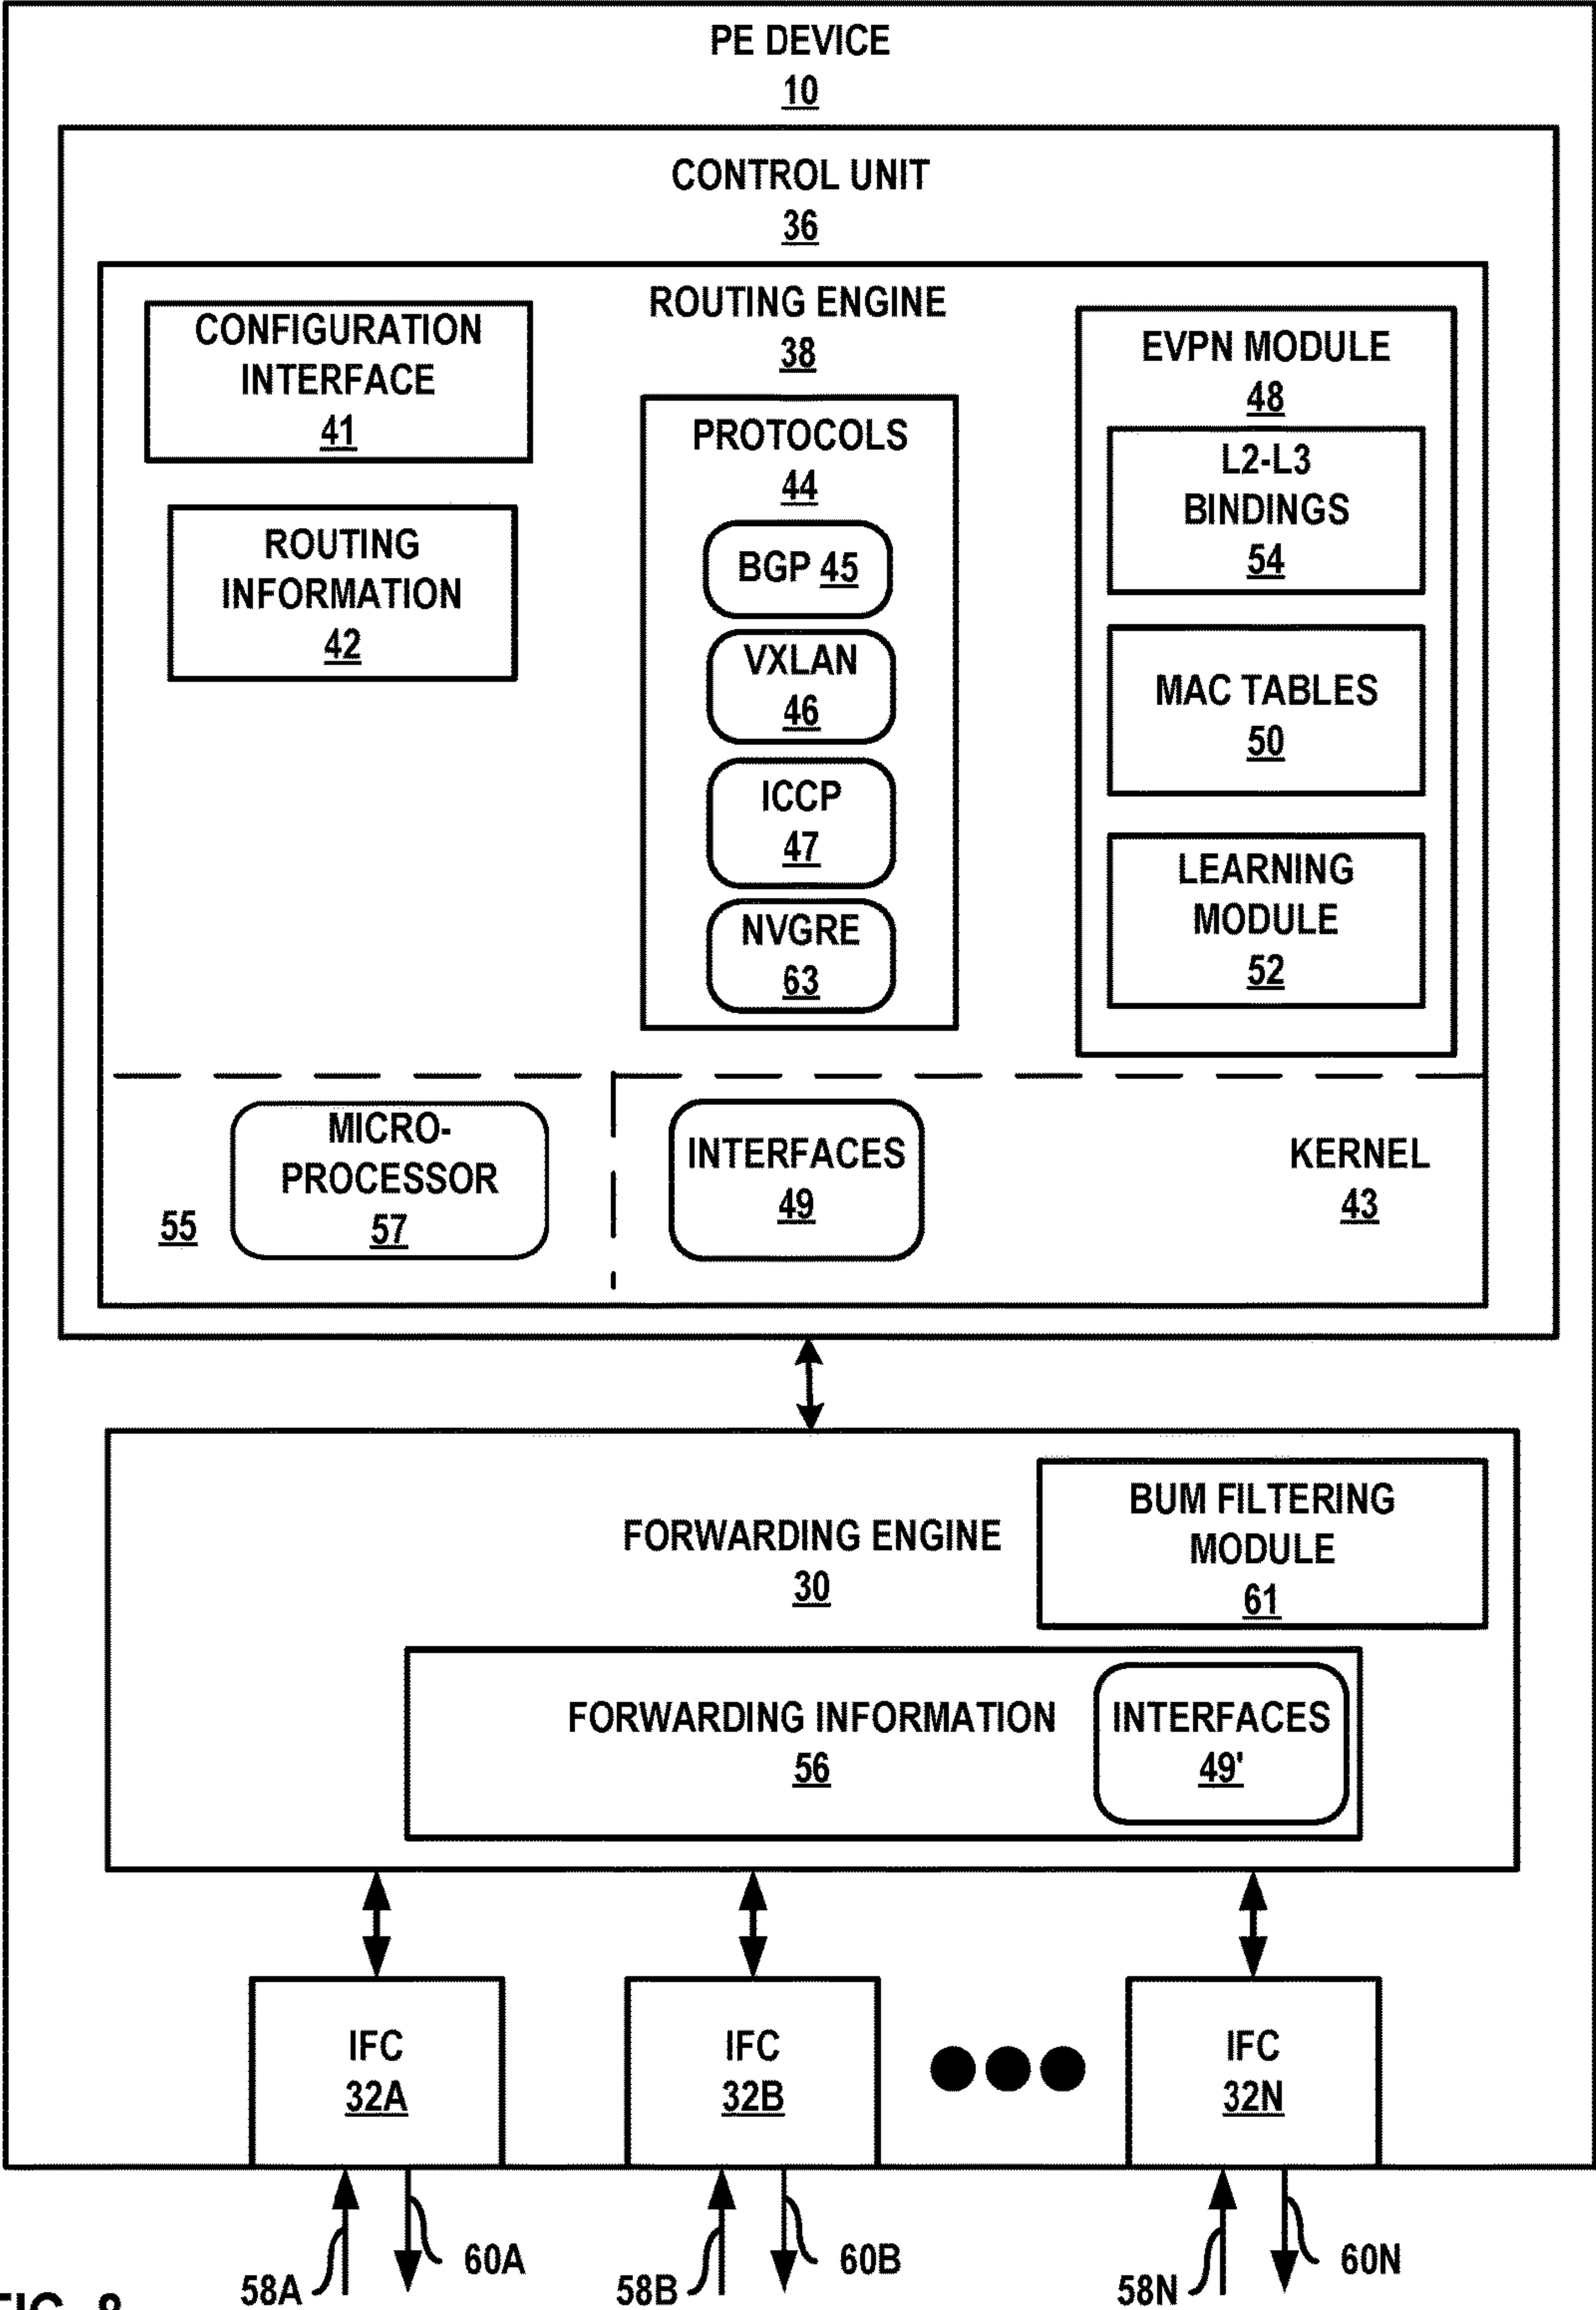 PE DEVICE
10
CONTROL UNIT
36
ROUTING ENGINE
38
CONFIGURATION
INTERFACE
41
ROUTING
INFORMATION
42
PROTOCOLS
44
BGP 45
VXLAN
46
ICCP
47
NVGRE
63
EVPN MODULE
48
L2-L3
BINDINGS
54
MAC TABLES
50
LEARNING
MODULE
52
55
MICRO-
PROCESSOR
57
INTERFACES
49
KERNEL
43
FORWARDING ENGINE
30
BUM FILTERING
MODULE
61
FORWARDING INFORMATION
56
INTERFACES
49'
IFC
32A
IFC
32B
IFC
32N
58A
60A
58B
60B
58N
60N
FIG. 8